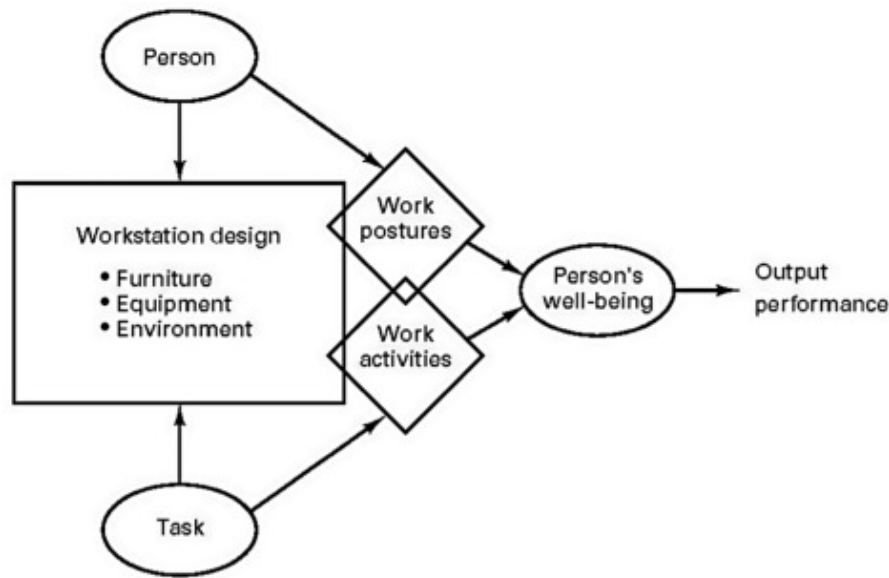 Person
Workstation design
• Furniture
• Equipment
• Environment
Work
postures
Work
activities
Person's
well-being
Output
performance
Task